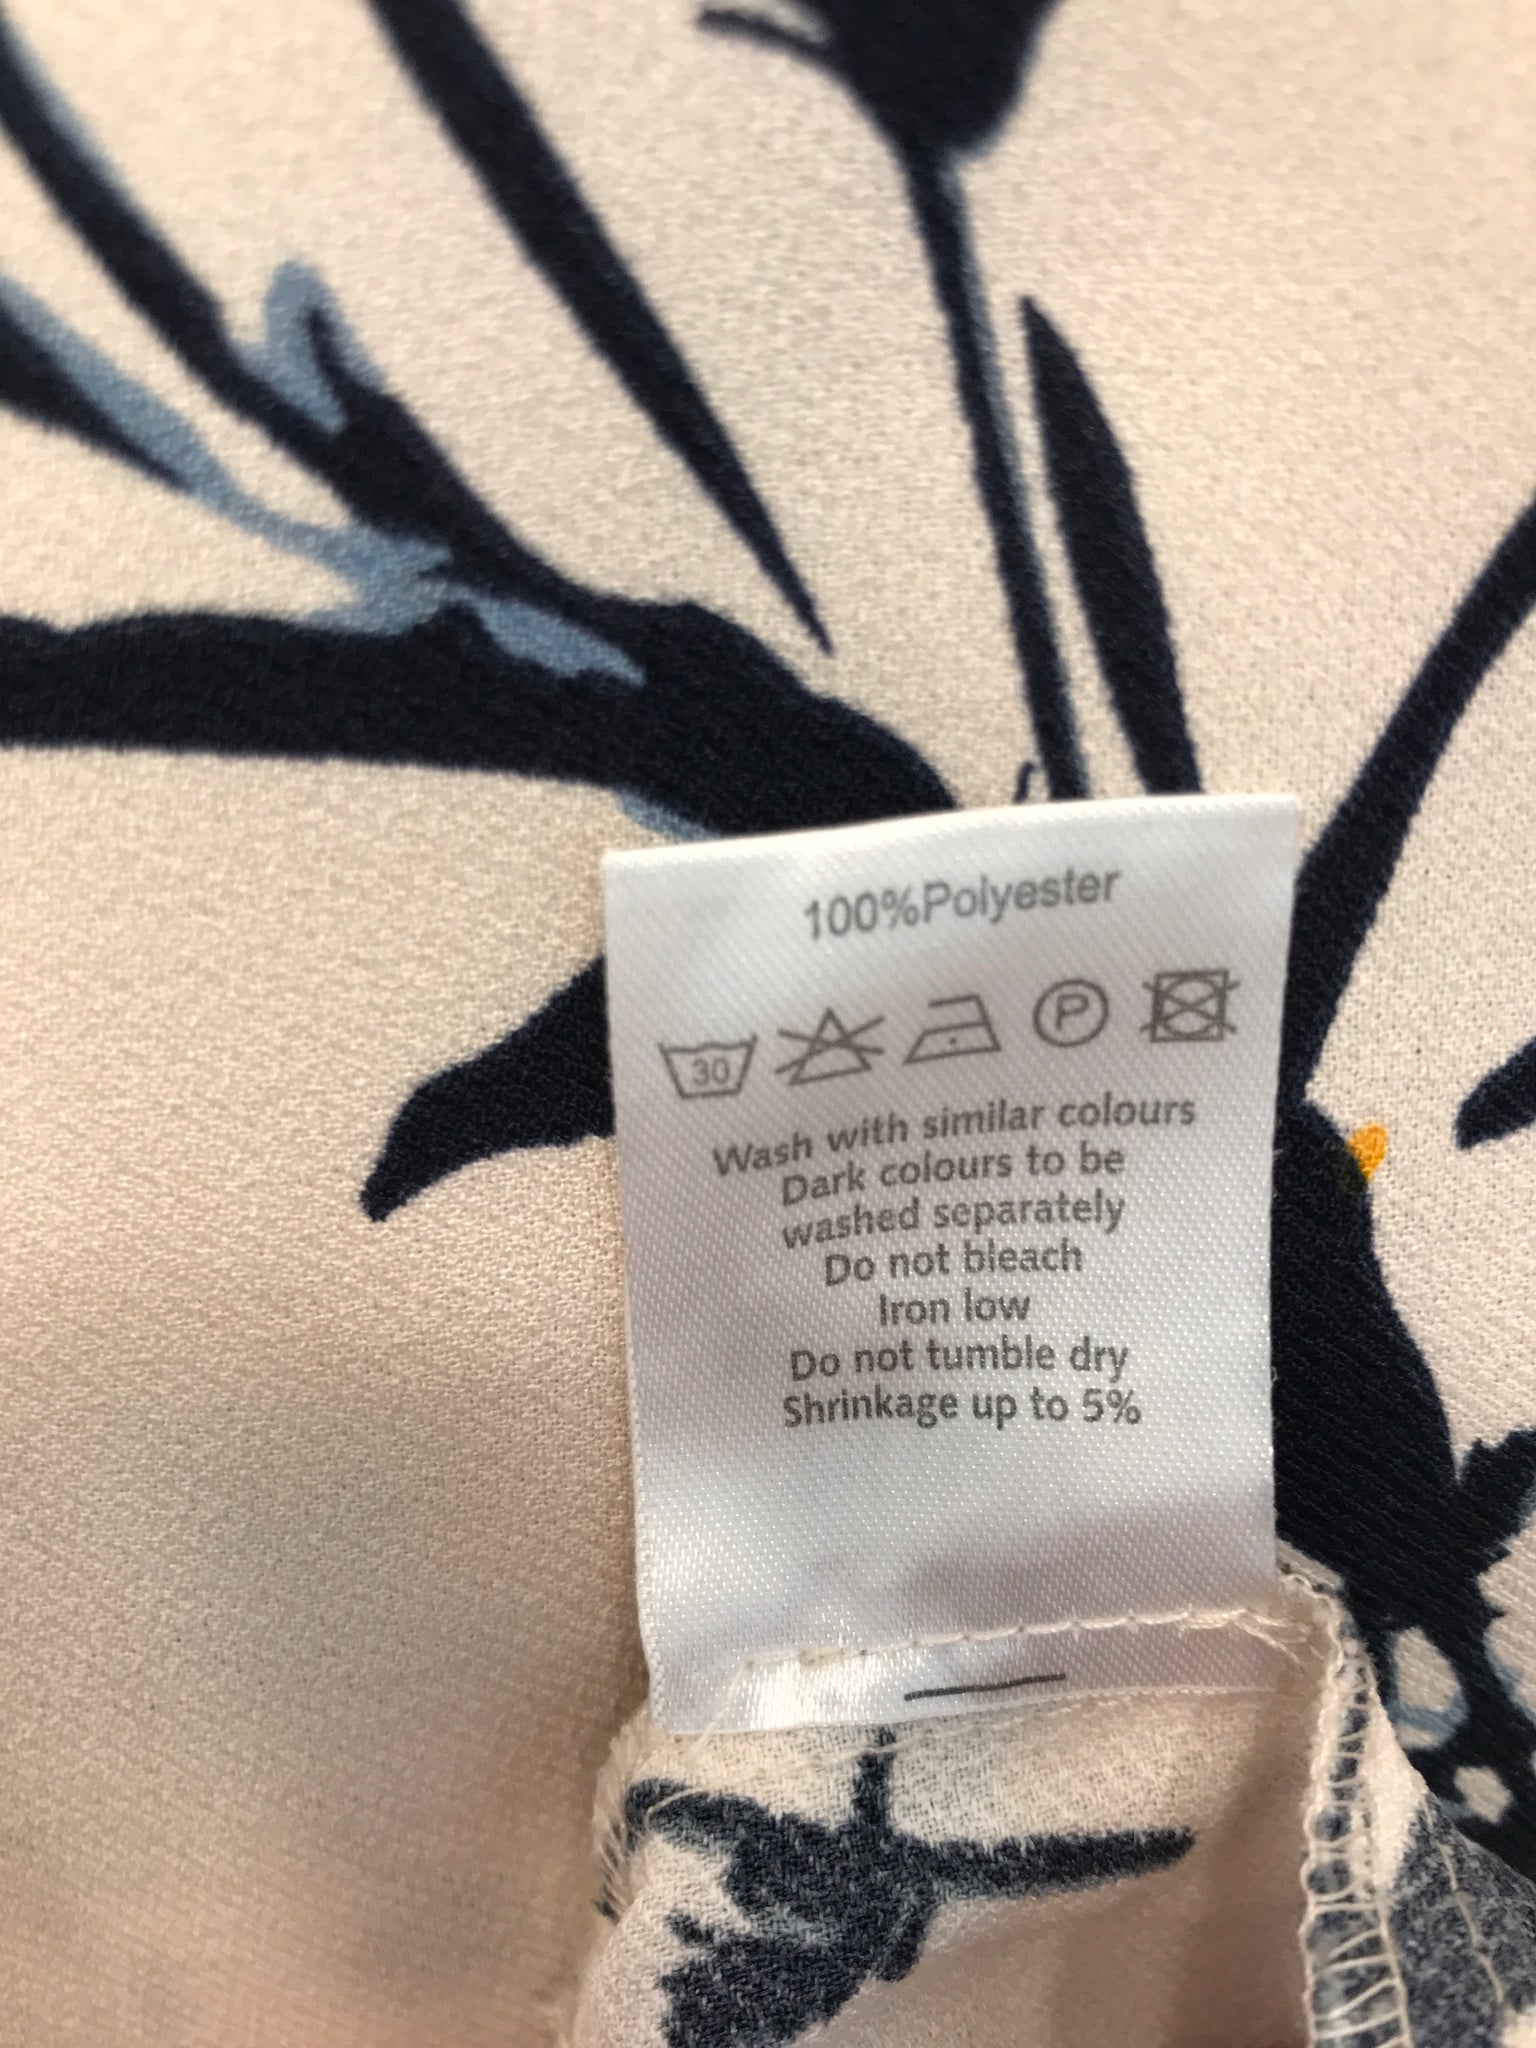 100%Polyester
30 P
Wash with similar colours
Dark colours to be
washed separately
Do not bleach
Iron low
Do not tumble dry
Shrinkage up to 5%